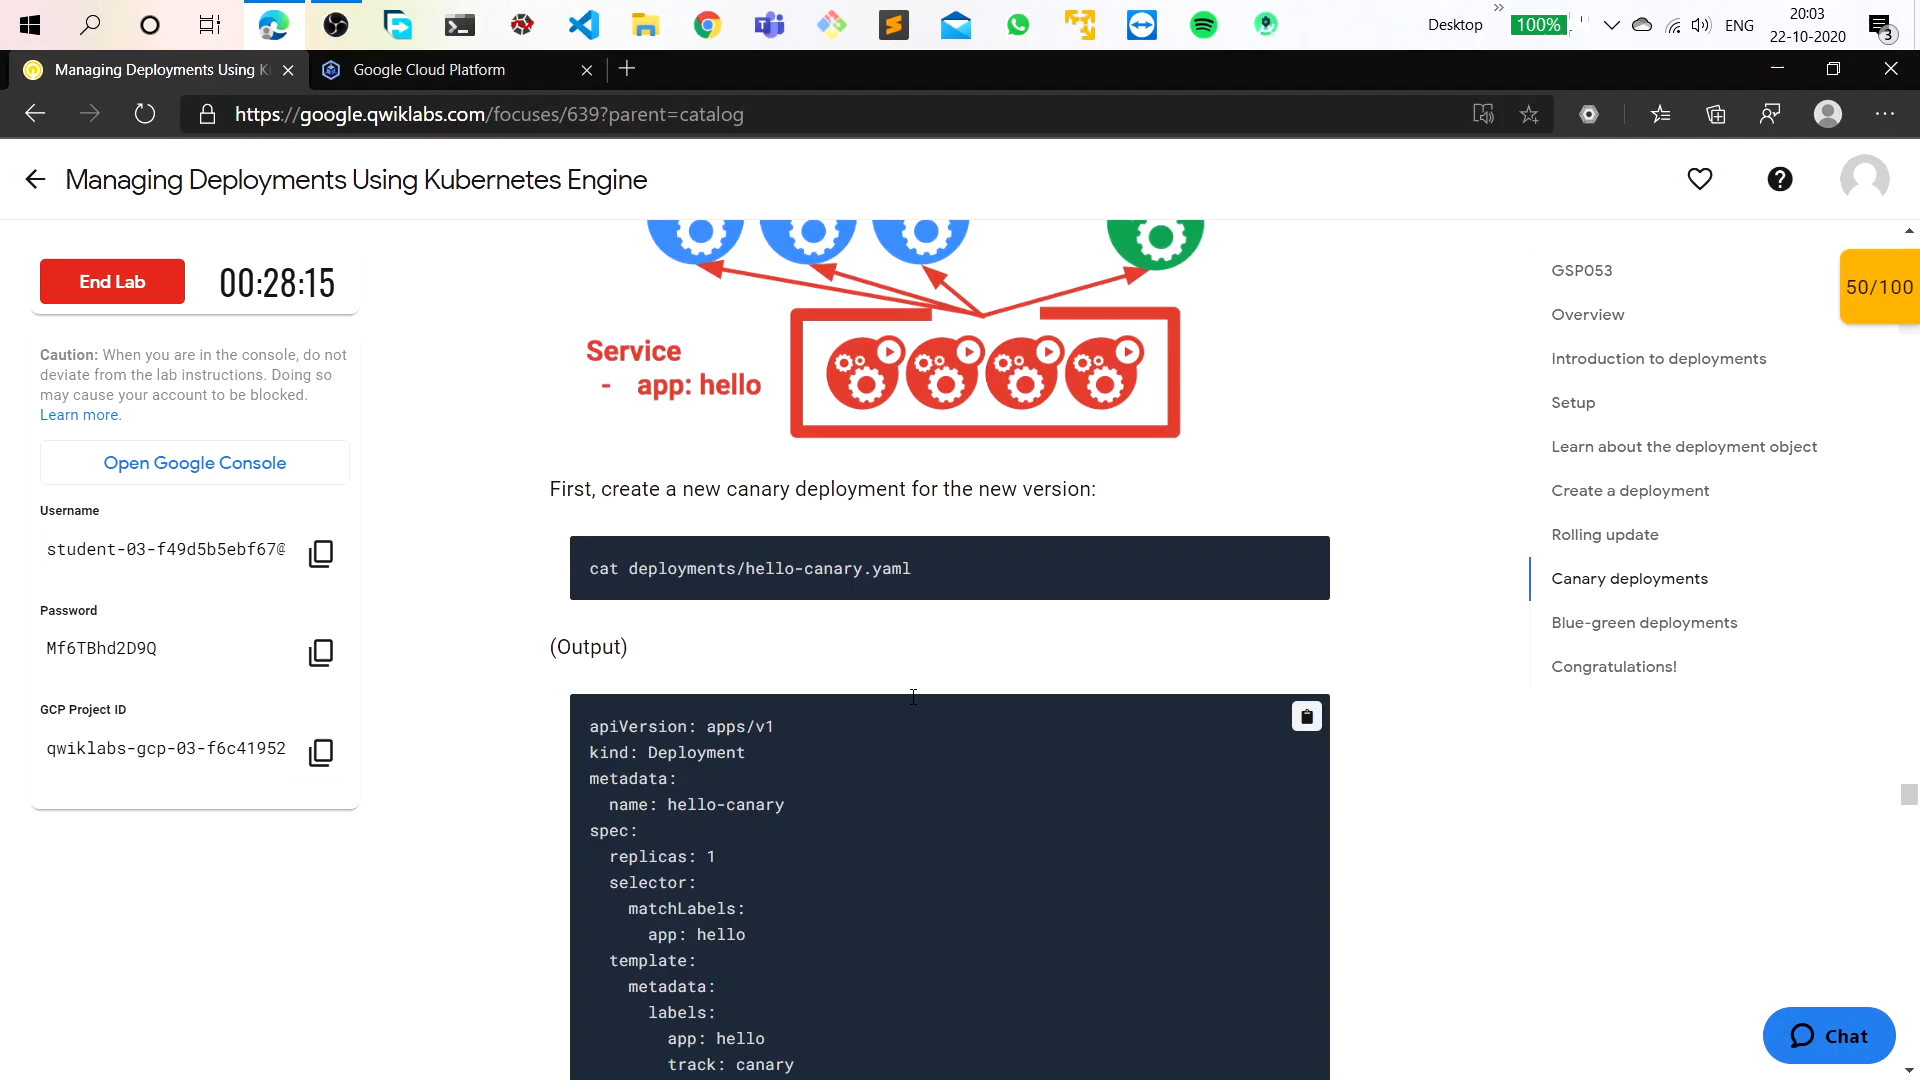 Desktop
100%
ENG
20:03
22-10-2020
3
Managing Deployments Using K
Google Cloud Platform
https://google.qwiklabs.com/focuses/639?parent=catalog
Managing Deployments Using Kubernetes Engine
End Lab
00:28:15
Caution: When you are in the console, do not
deviate from the lab instructions. Doing so
may cause your account to be blocked.
Learn more.
Open Google Console
Username
student-03-f49d5b5ebf67@
Password
Mf6TBhd2D9Q
GCP Project ID
qwiklabs-gcp-03-f6c41952
Service
- app: hello
First, create a new canary deployment for the new version:
cat deployments/hello-canary.yaml
(Output)
apiVersion: apps/v1
kind: Deployment
metadata:
name: hello-canary
spec:
replicas: 1
selector:
matchLabels:
app: hello
template:
metadata:
labels:
app: hello
track: canary
GSP053
Overview
Introduction to deployments
Setup
Learn about the deployment object
Create a deployment
Rolling update
Canary deployments
Blue-green deployments
Congratulations!
50/100
Chat